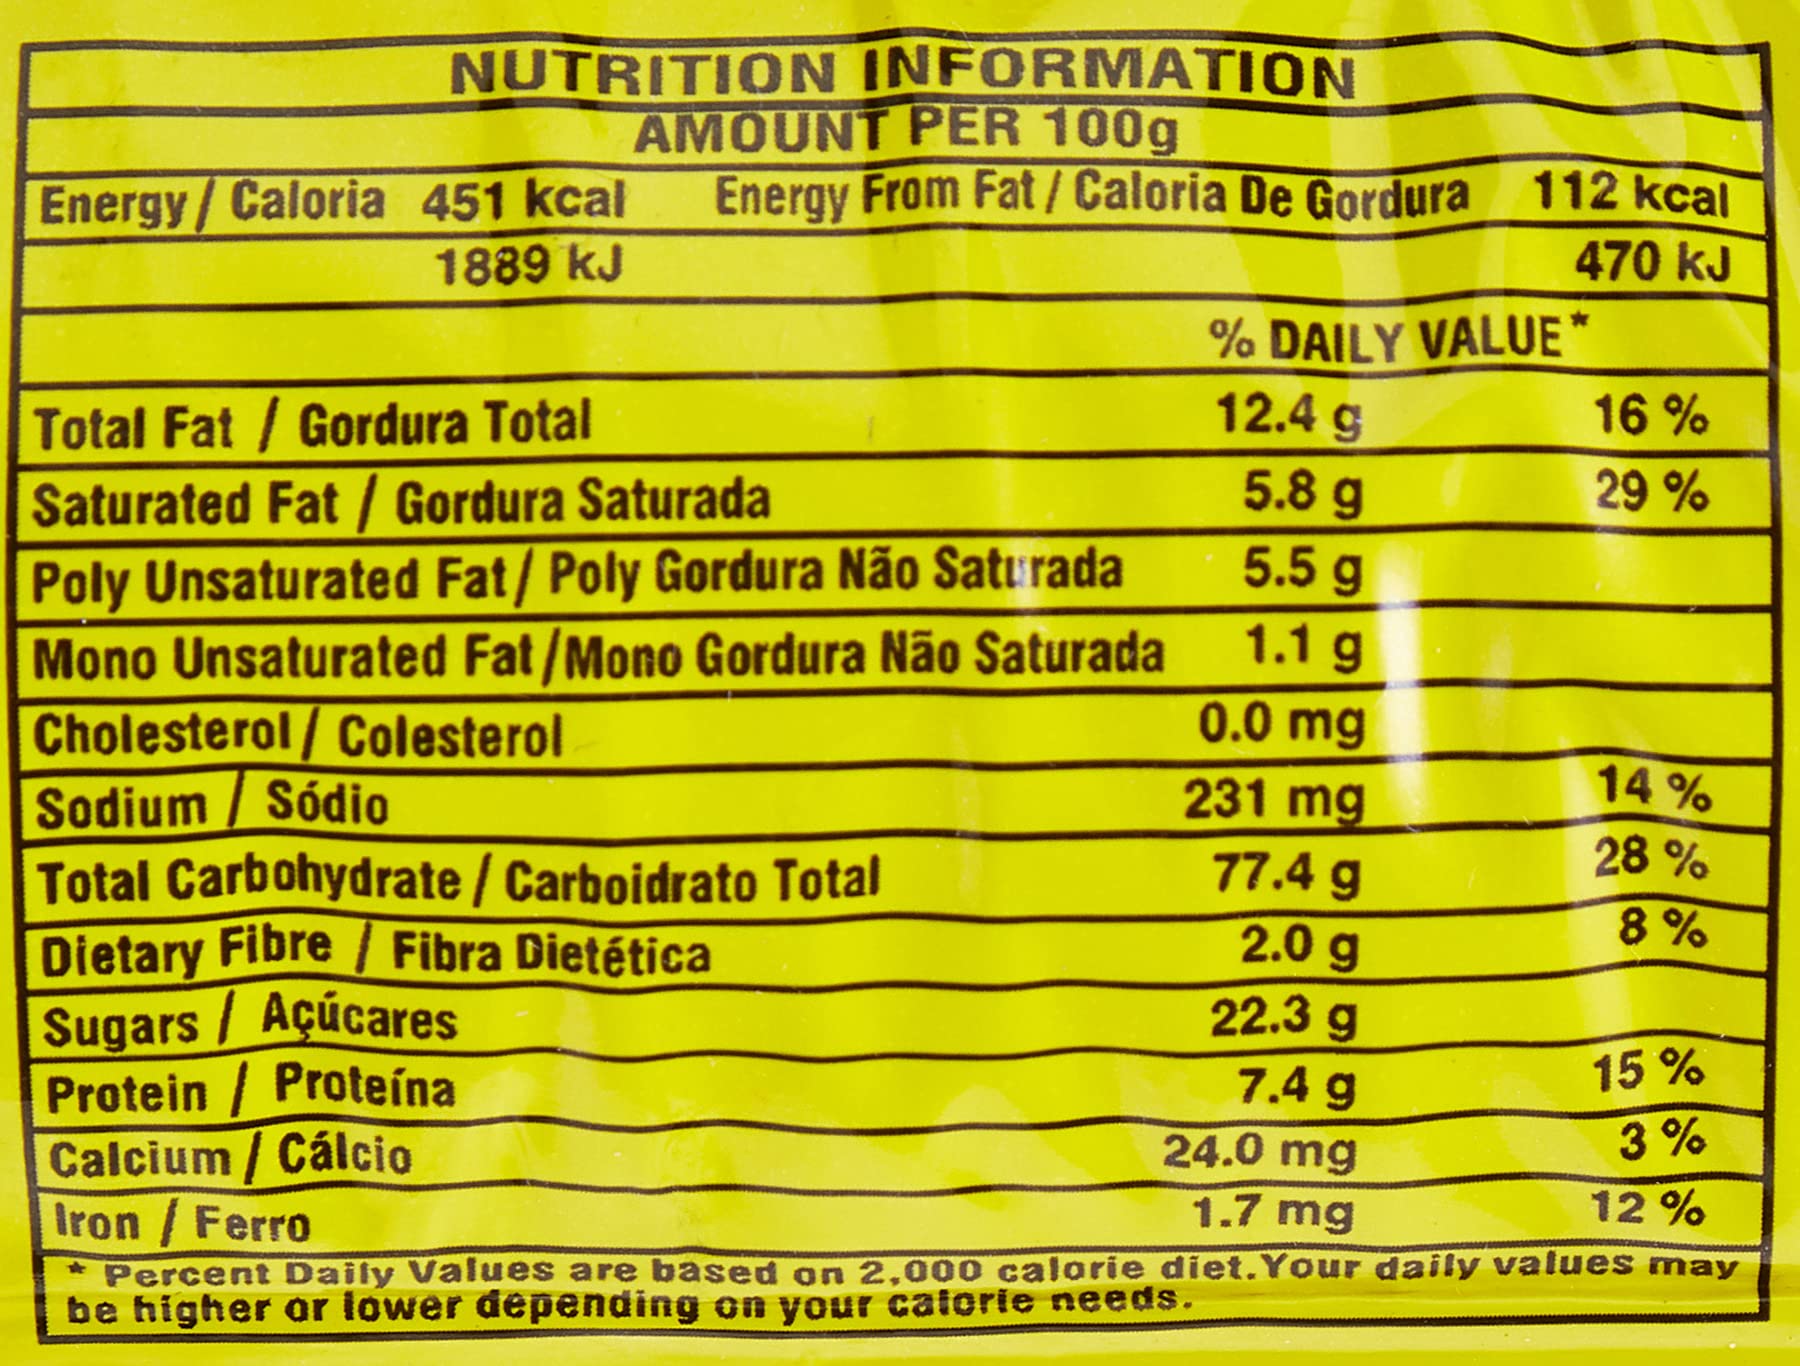 NUTRITION INFORMATION
AMOUNT PER 100g
Energy / Caloria 451 kcal Energy From Fat / Caloria De Gordura 112 kcal
1889 kJ 470 kJ
% DAILY VALUE*
Total Fat / Gordura Total 12.4 g 16 %
Saturated Fat / Gordura Saturada 5.8 g 29 %
Poly Unsaturated Fat / Poly Gordura Não Saturada 5.5 g
Mono Unsaturated Fat / Mono Gordura Não Saturada 1.1 g
Cholesterol / Colesterol 0.0 mg
Sodium / Sódio 231 mg 14 %
Total Carbohydrate / Carboidrato Total 77.4 g 28 %
Dietary Fibre / Fibra Dietética 2.0 g 8 %
Sugars / Açúcares 22.3 g
Protein / Proteína 7.4 g 15 %
Calcium / Cálcio 24.0 mg 3 %
Iron / Ferro 1.7 mg 12 %
* Percent Daily Values are based on 2,000 calorie diet. Your daily values may
be higher or lower depending on your calorie needs.